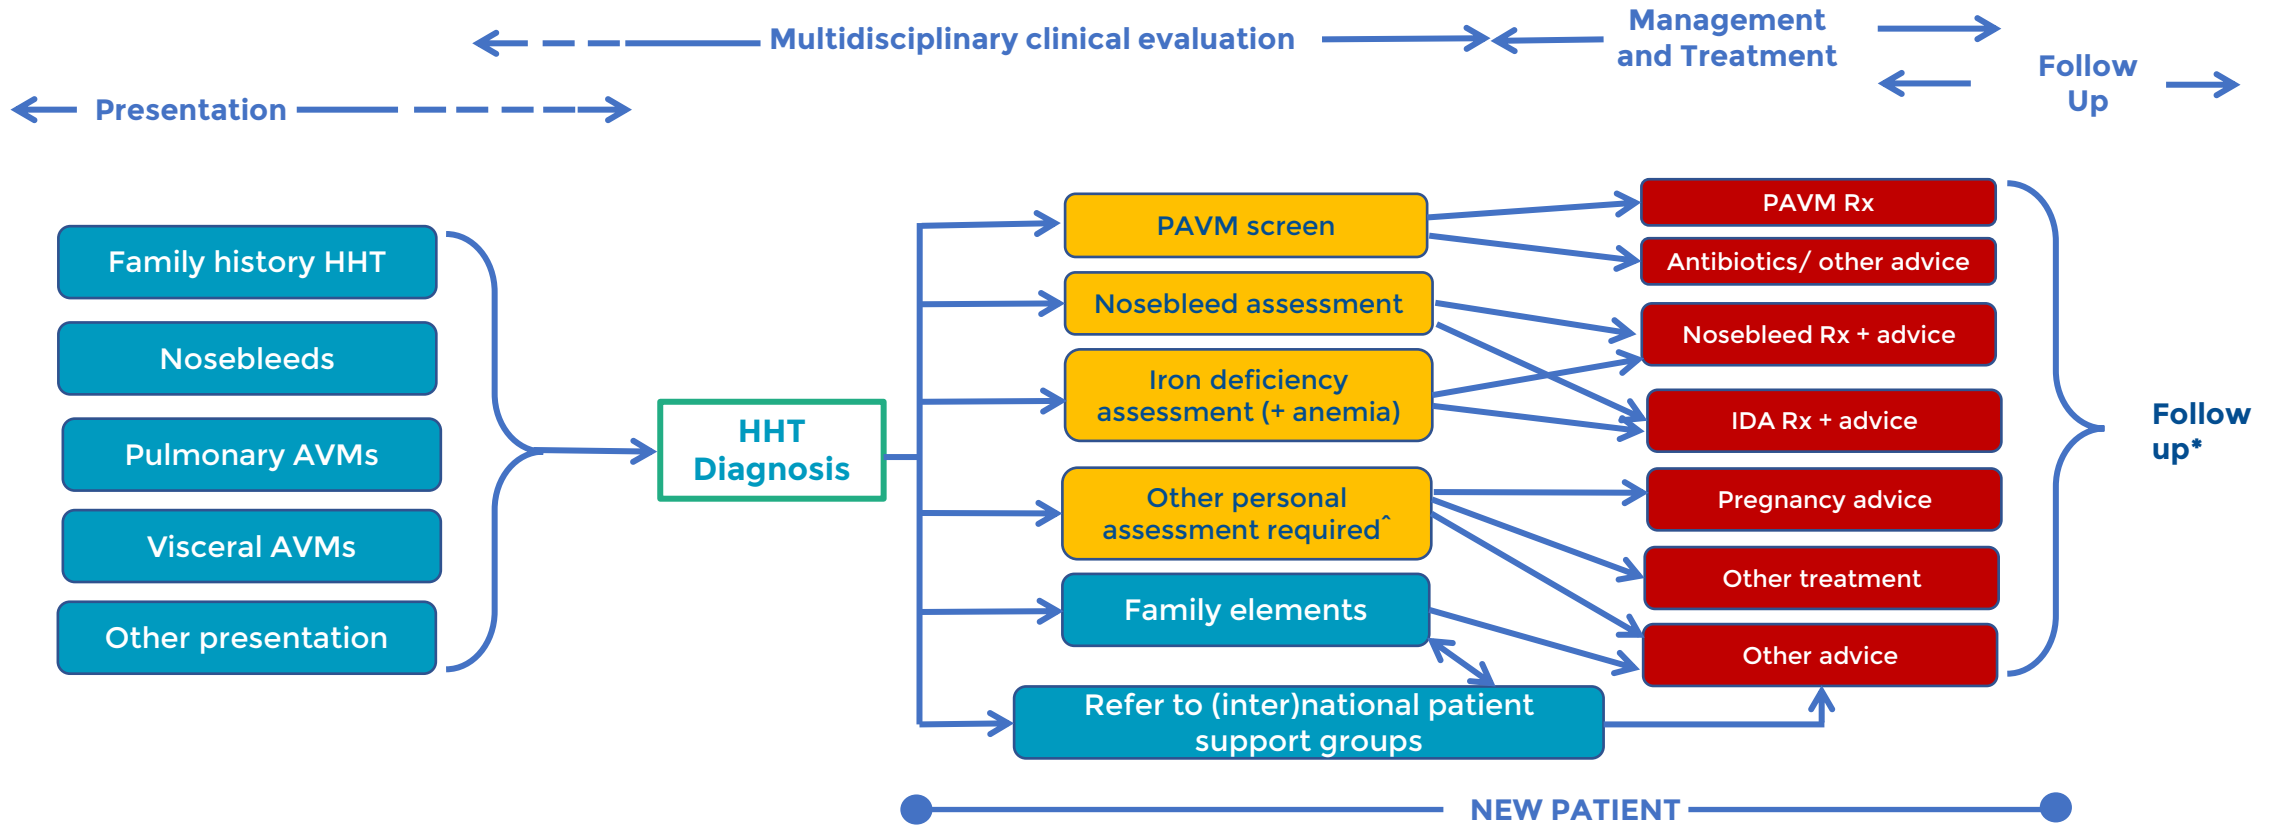 Multidisciplinary clinical evaluation
Management
and Treatment
Follow
Up
Presentation
Family history HHT
Nosebleeds
Pulmonary AVMs
Visceral AVMs
Other presentation
HHT
Diagnosis
PAVM screen
Nosebleed assessment
Iron deficiency
assessment (+ anemia)
Other personal
assessment required^
Family elements
Refer to (inter)national patient
support groups
PAVM Rx
Antibiotics/ other advice
Nosebleed Rx + advice
IDA Rx + advice
Pregnancy advice
Other treatment
Other advice
Follow
up*
NEW PATIENT